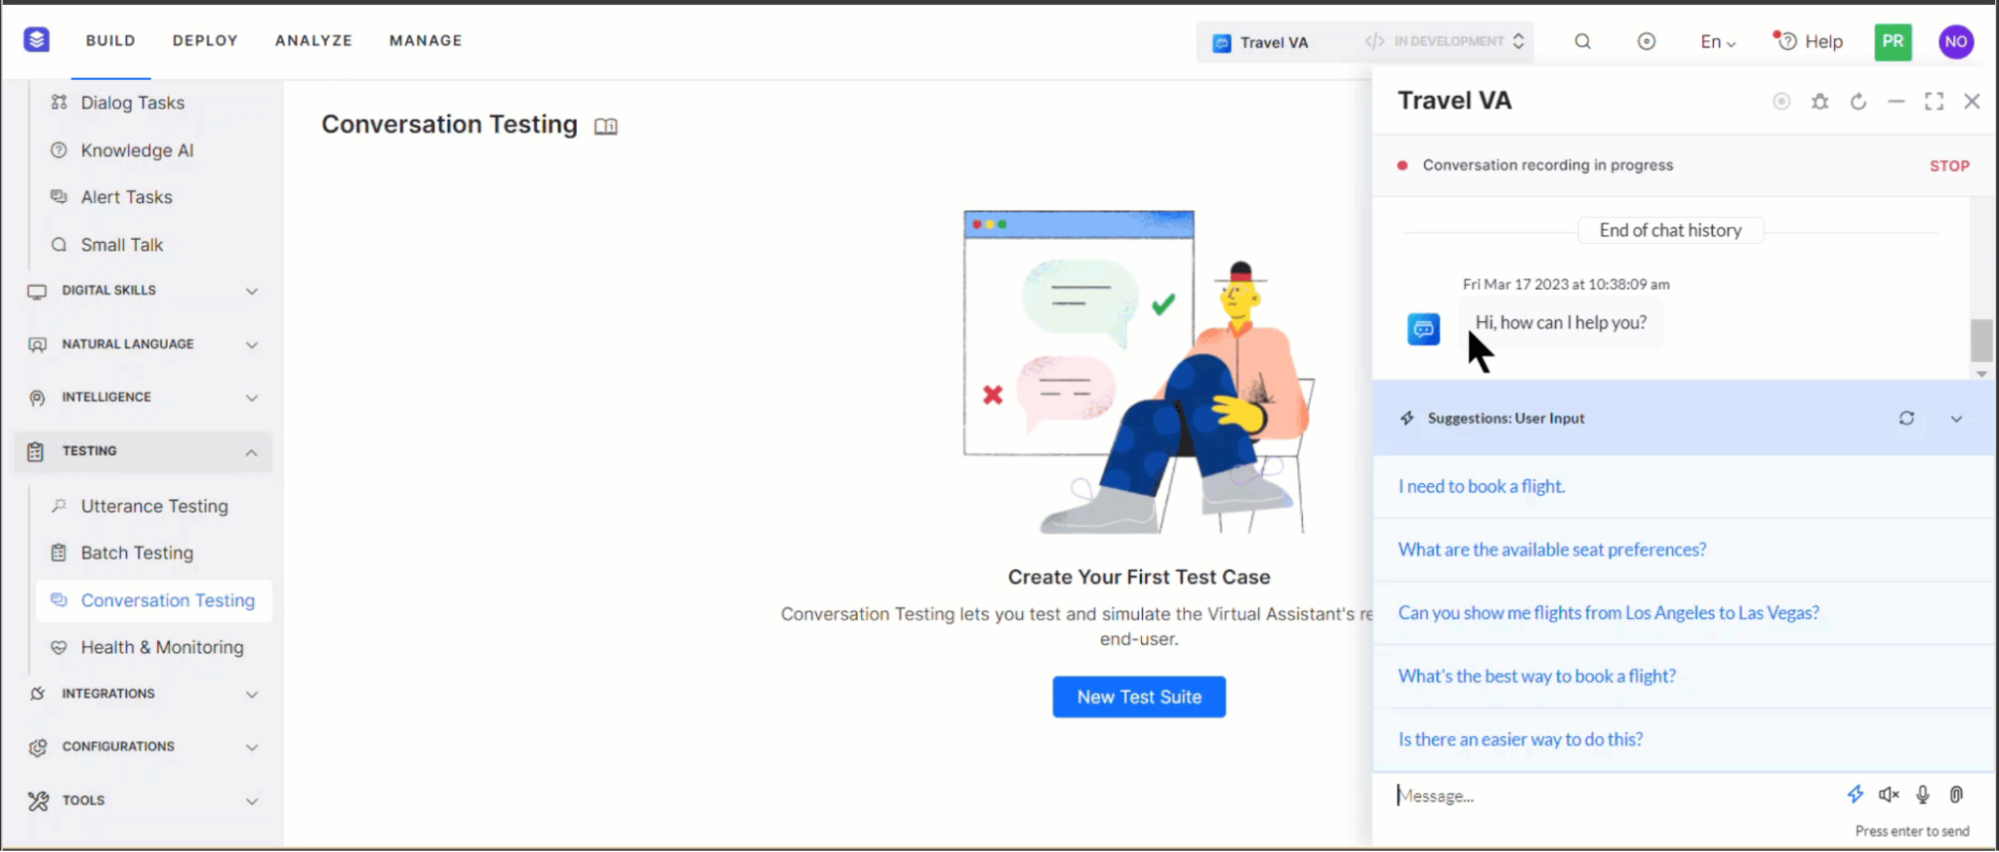 BUILD DEPLOY ANALYZE MANAGE
Travel VA </> IN DEVELOPMENT En Help PR NO
Dialog Tasks
Knowledge AI
Alert Tasks
Small Talk
DIGITAL SKILLS
NATURAL LANGUAGE
INTELLIGENCE
TESTING
Utterance Testing
Batch Testing
Conversation Testing
Health & Monitoring
INTEGRATIONS
CONFIGURATIONS
TOOLS
Conversation Testing
Create Your First Test Case
Conversation Testing lets you test and simulate the Virtual Assistant's re
end-user.
New Test Suite
Travel VA
Conversation recording in progress STOP
End of chat history
Fri Mar 17 2023 at 10:38:09 am
Hi, how can I help you?
Suggestions: User Input
I need to book a flight.
What are the available seat preferences?
Can you show me flights from Los Angeles to Las Vegas?
What's the best way to book a flight?
Is there an easier way to do this?
Message...
Press enter to send